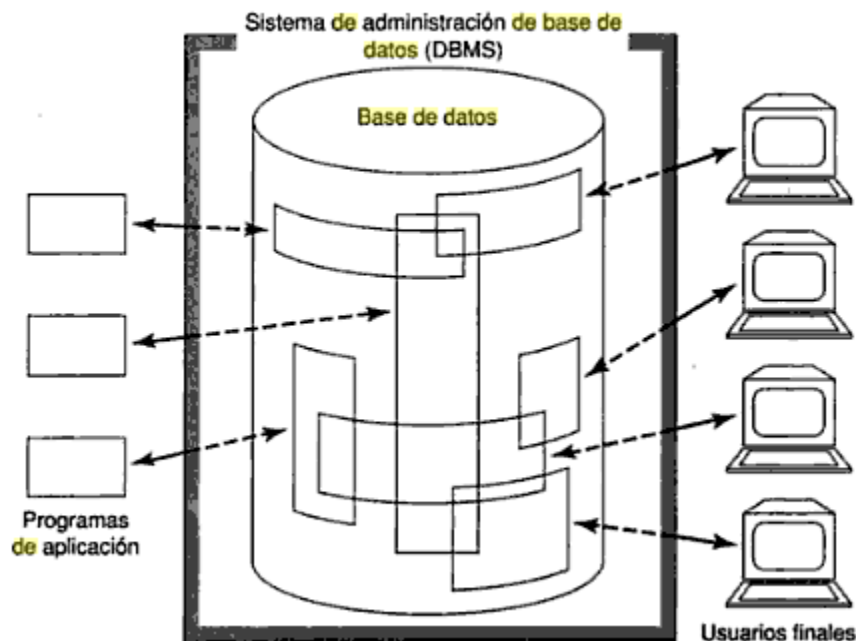 Sistema de administración de base de
datos (DBMS)
Base de datos
Programas
de aplicación
Usuarios finales